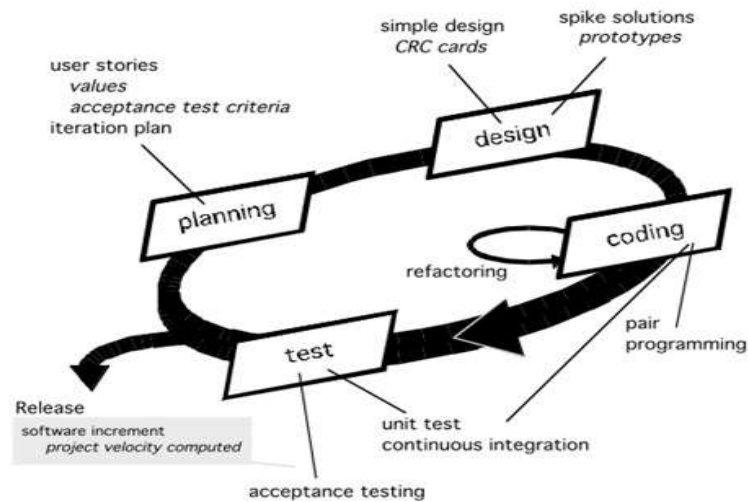 simple design
CRC cards
spike solutions
prototypes
user stories
values
acceptance test criteria
iteration plan
design
planning
coding
refactoring
test
pair
programming
Release
software increment
project velocity computed
unit test
continuous integration
acceptance testing